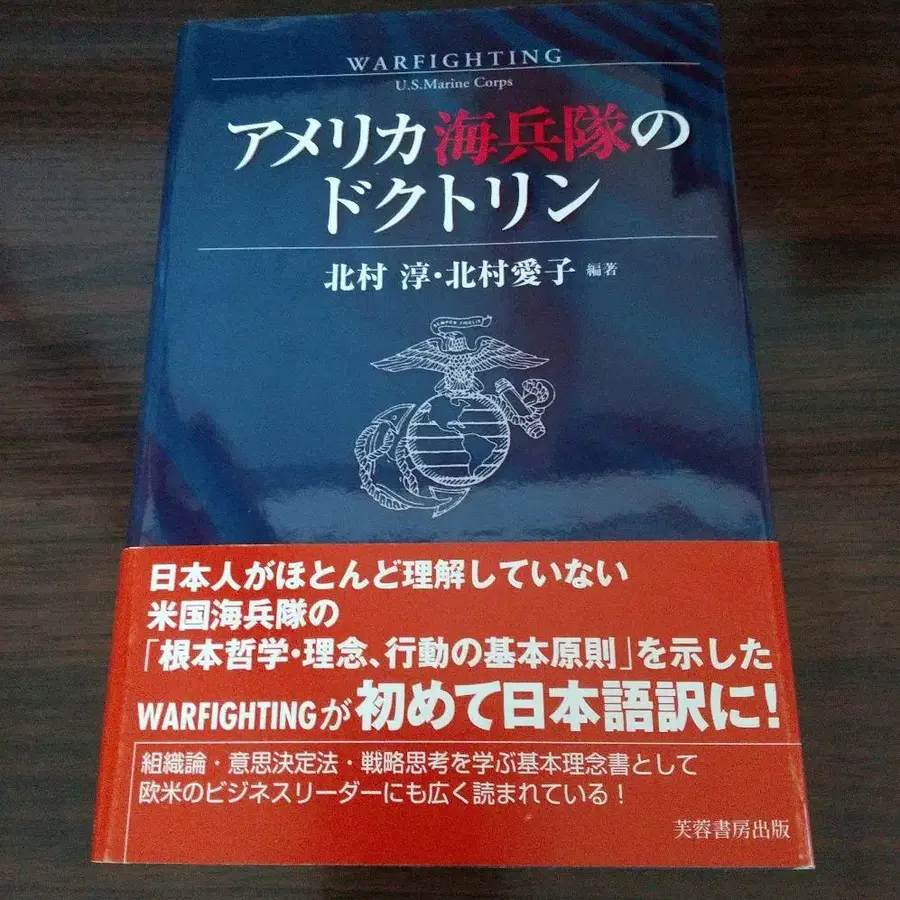 WARFIGHTING
U.S.Marine Corps
アメリカ海兵隊の
ドクトリン
北村 淳・北村愛子 編著
SEMPER FIDELIS
日本人がほとんど理解していない
米国海兵隊の
「根本哲学・理念、行動の基本原則」を示した
WARFIGHTINGが初めて日本語訳に!
組織論・意思決定法・戦略思考を学ぶ基本理念書として
欧米のビジネスリーダーにも広く読まれている!
芙蓉書房出版